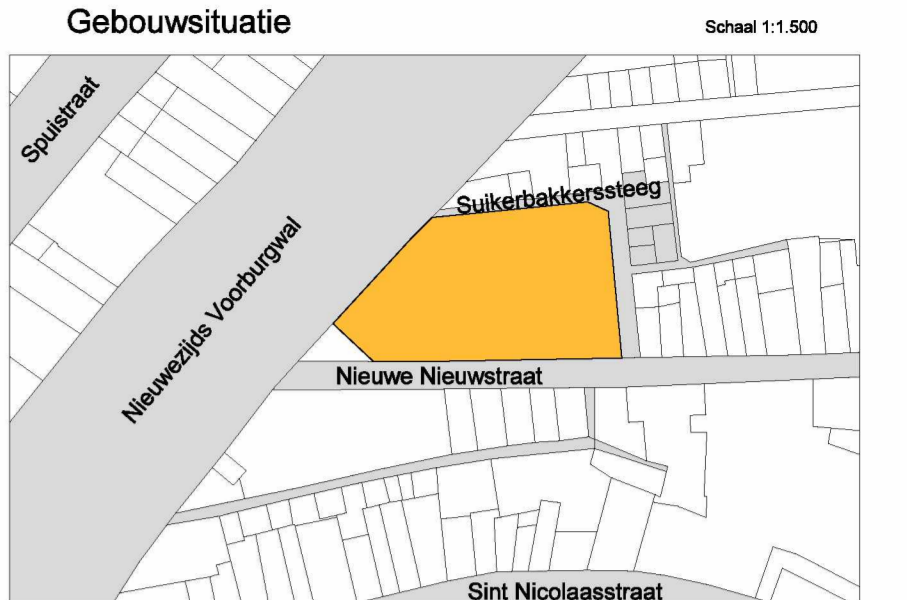 Gebouwsituatie
Schaal 1:1.500
Spuistraat
Suikerbakkerssteeg
Nieuwezijds Voorburgwal
Nieuwe Nieuwstraat
Sint Nicolaasstraat